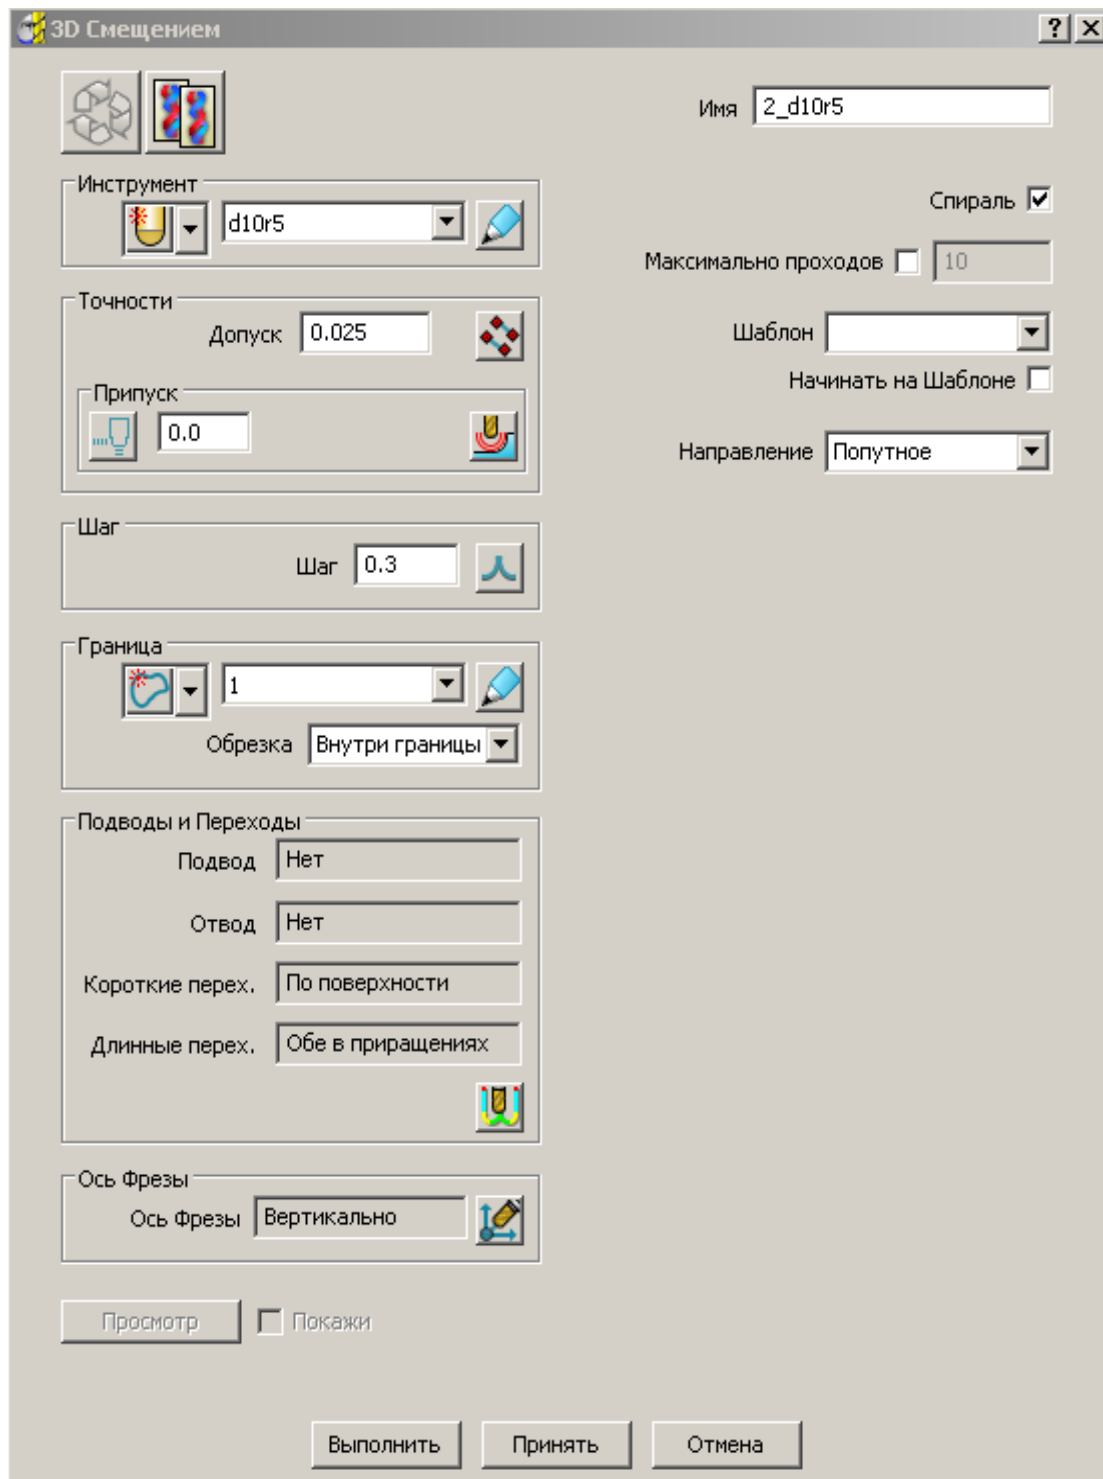 3D Смещением
Имя 2_d10r5
Инструмент
d10r5
Спираль
Максимально проходов 10
Точности
Допуск 0.025
Шаблон
Начинать на Шаблоне
Припуск
0.0
Направление Попутное
Шаг
Шаг 0.3
Граница
1
Обрезка Внутри границы
Подводы и Переходы
Подвод Нет
Отвод Нет
Короткие перех. По поверхности
Длинные перех. Обе в приращениях
Ось Фрезы
Ось Фрезы Вертикально
Просмотр Покажи
Выполнить Принять Отмена